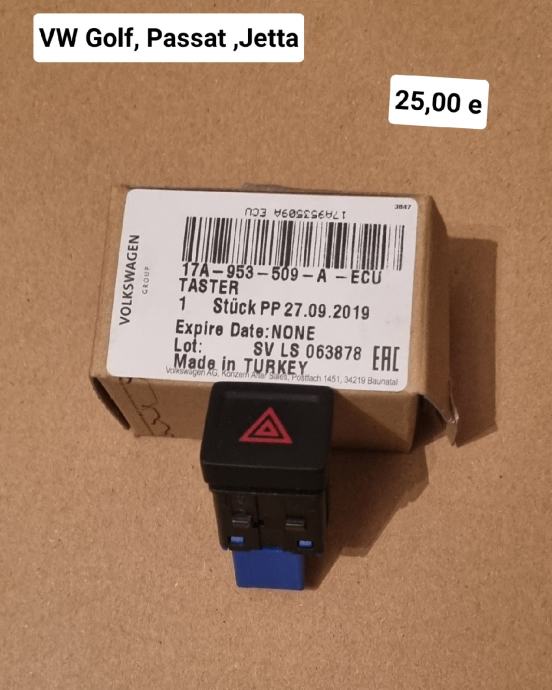 VW Golf, Passat ,Jetta
25,00 e
3847
17A953509A ECU
VOLKSWAGEN
GROUP
17A-953-509-A -ECU
TASTER
1 Stück PP 27.09.2019
Expire Date:NONE
Lot: SV LS 063878 EAC
Made in TURKEY
Volkswagen AG, Konzern After Sales, Postfach 1451, 34219 Baunatal